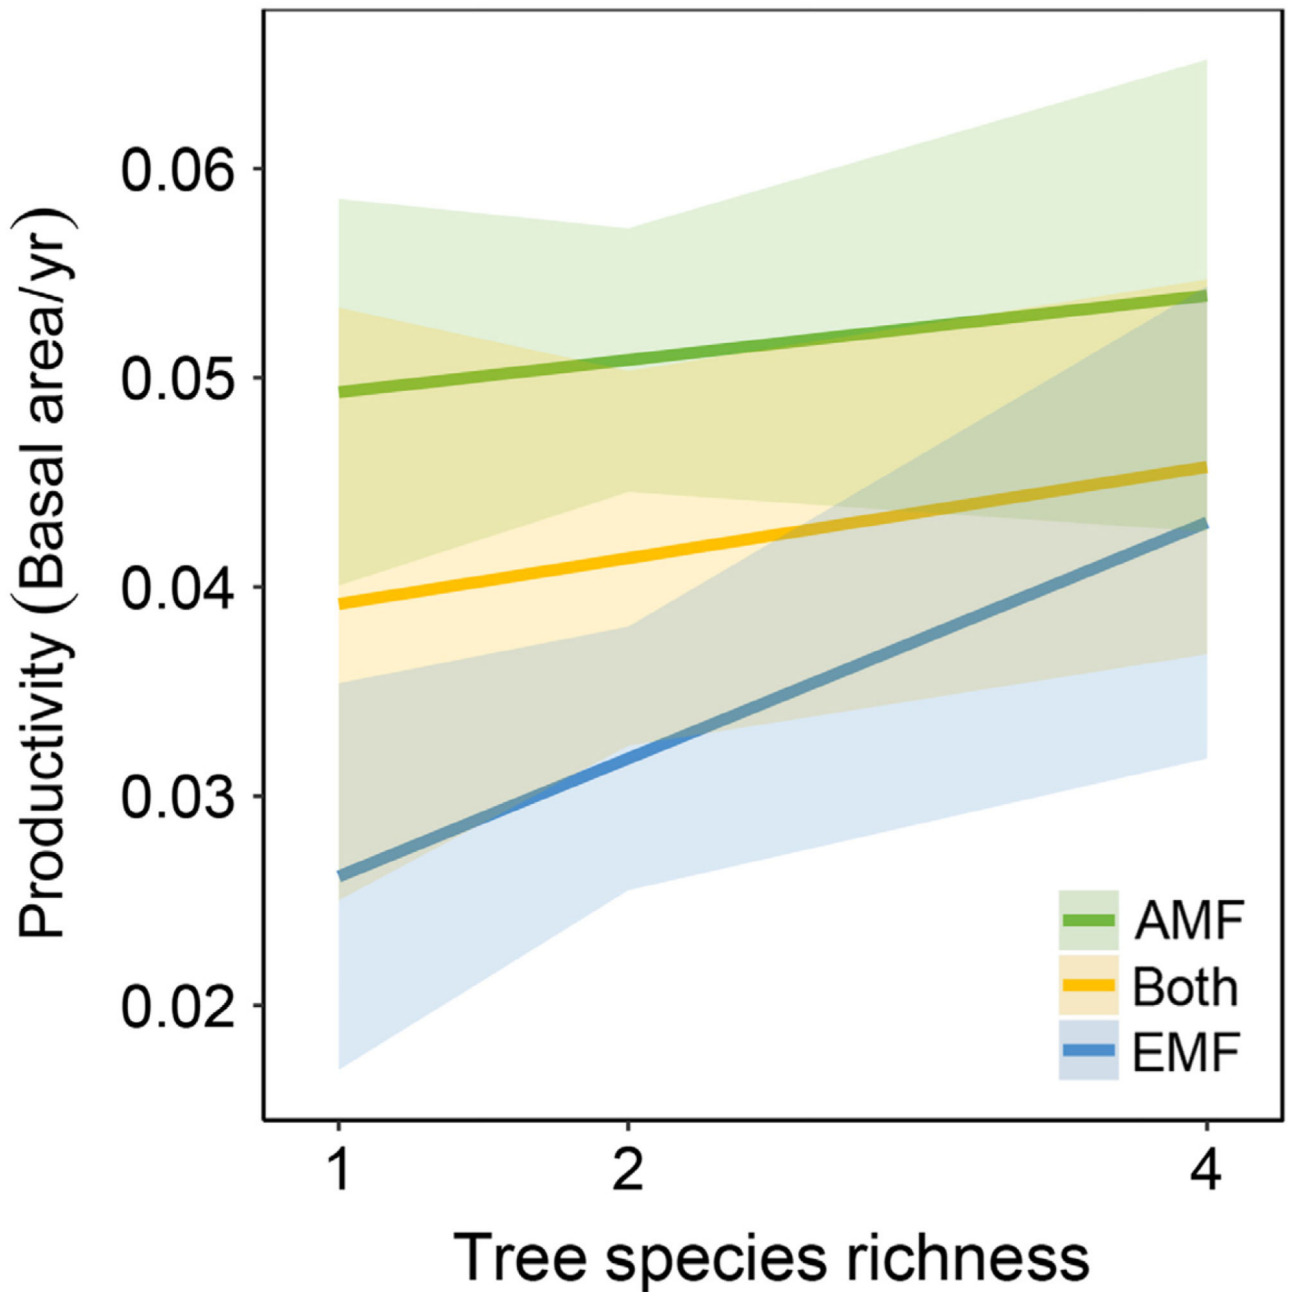 Productivity (Basal area/yr)
0.06
0.05
0.04
0.03
0.02
AMF
Both
EMF
1 2 4
Tree species richness